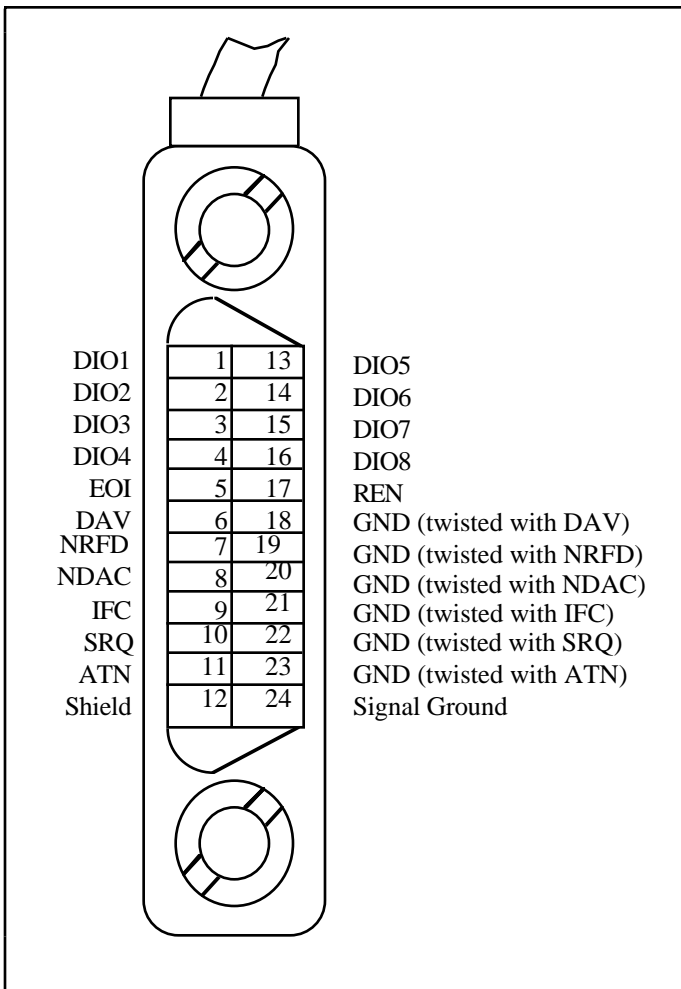 DIO1 1 13 DIO5
DIO2 2 14 DIO6
DIO3 3 15 DIO7
DIO4 4 16 DIO8
EOI 5 17 REN
DAV 6 18 GND (twisted with DAV)
NRFD 7 19 GND (twisted with NRFD)
NDAC 8 20 GND (twisted with NDAC)
IFC 9 21 GND (twisted with IFC)
SRQ 10 22 GND (twisted with SRQ)
ATN 11 23 GND (twisted with ATN)
Shield 12 24 Signal Ground